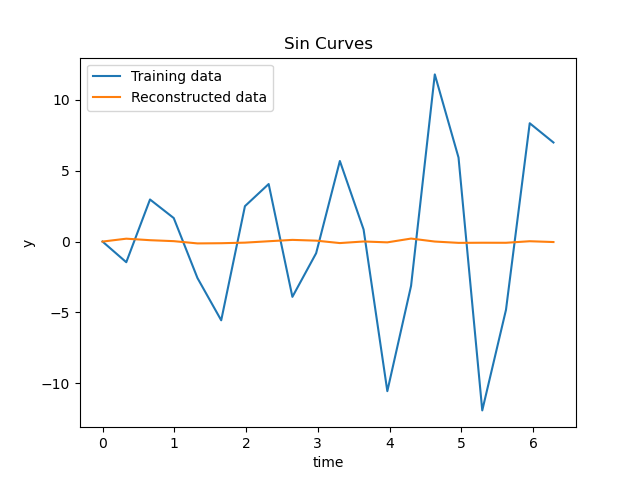 Sin Curves
Training data
Reconstructed data
10
5
0
−5
−10
y
0 1 2 3 4 5 6
time